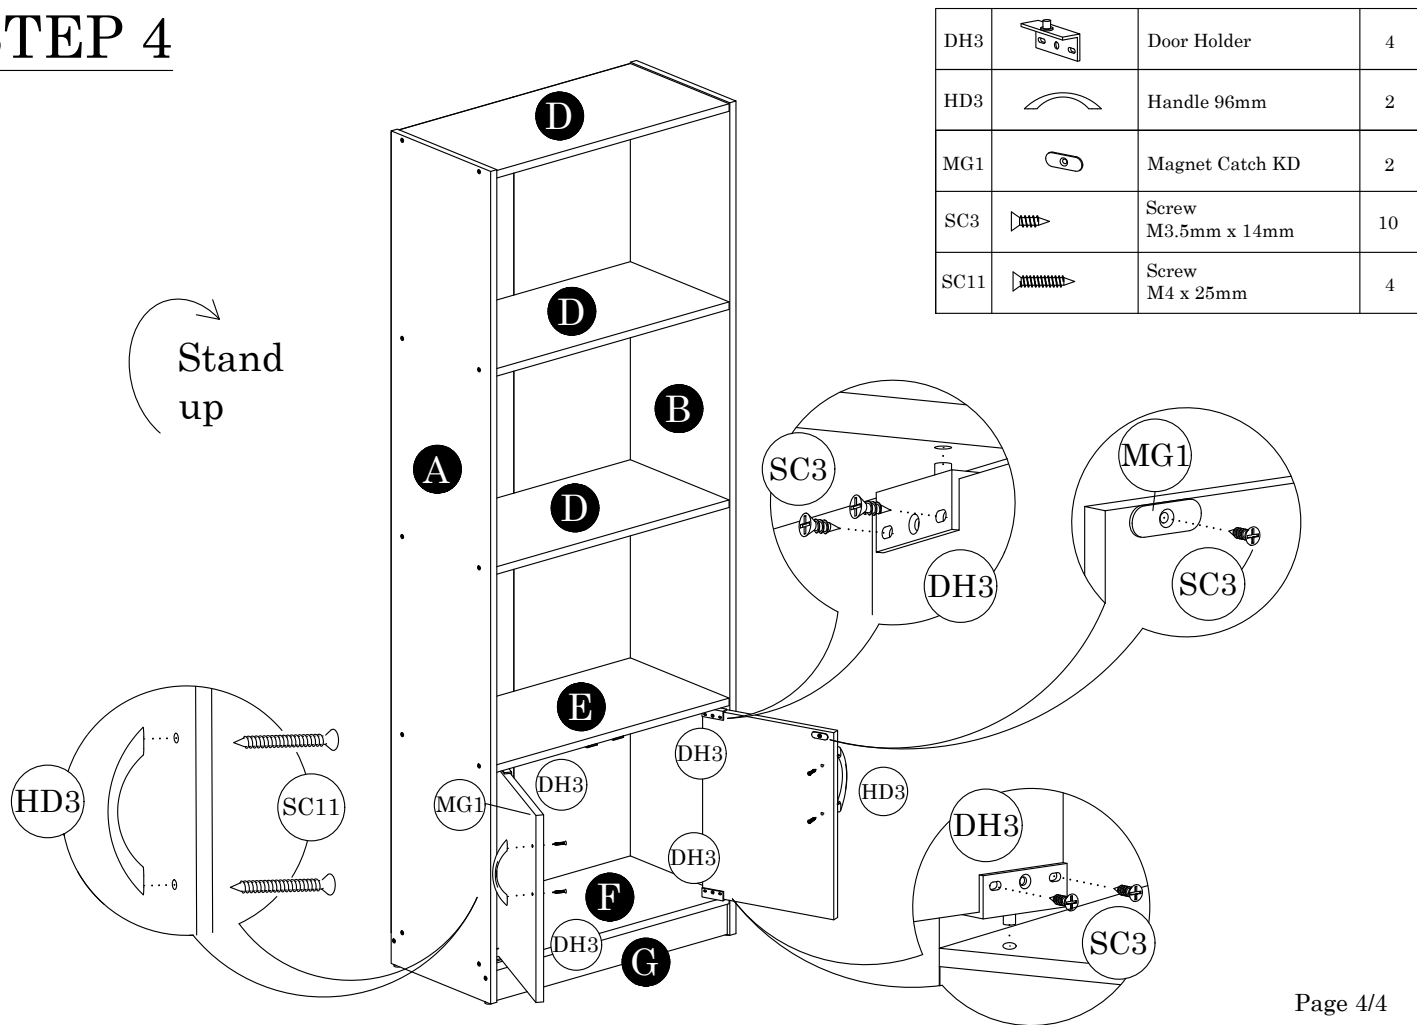 STEP 4
DH3 Door Holder 4
HD3 Handle 96mm 2
MG1 Magnet Catch KD 2
SC3 Screw
M3.5mm x 14mm 10
SC11 Screw
M4 x 25mm 4
Stand
up
D
D
B
A
D
E
F
G
SC3
DH3
MG1
SC3
DH3
DH3
MG1
HD3
DH3
DH3
HD3
SC11
DH3
SC3
Page 4/4